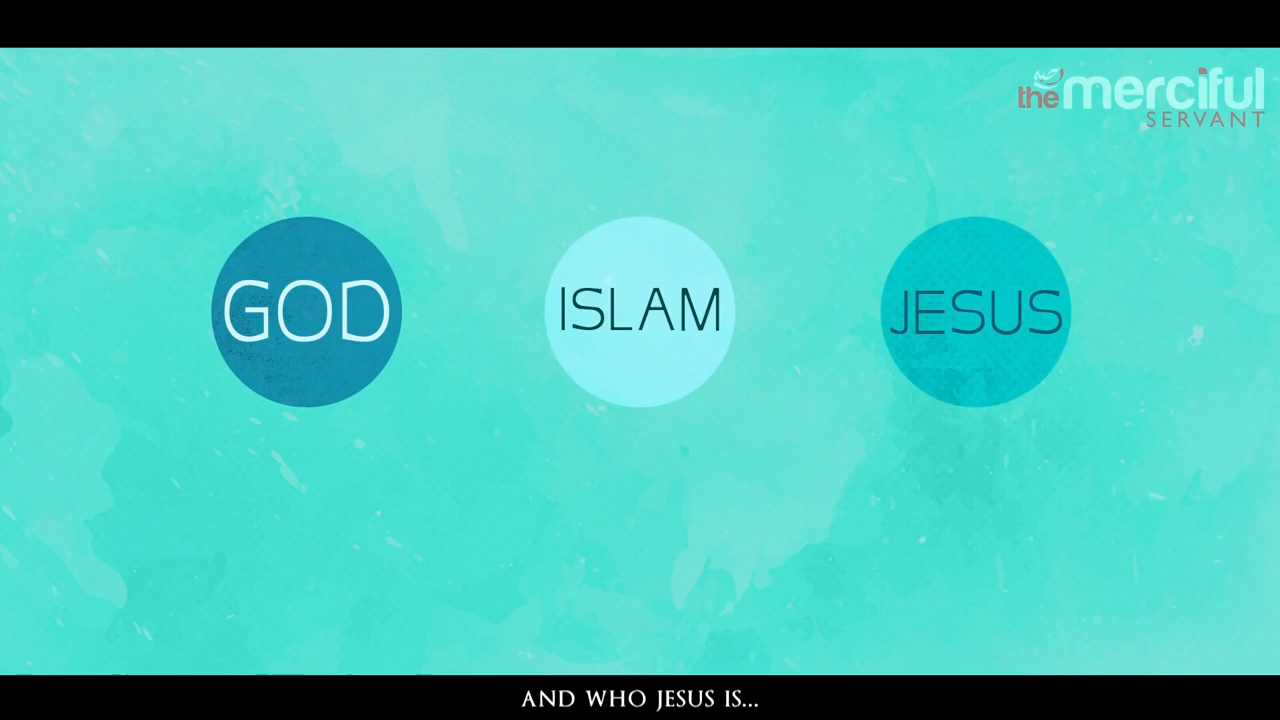 the merciful
SERVANT
GOD
ISLAM
JESUS
AND WHO JESUS IS...